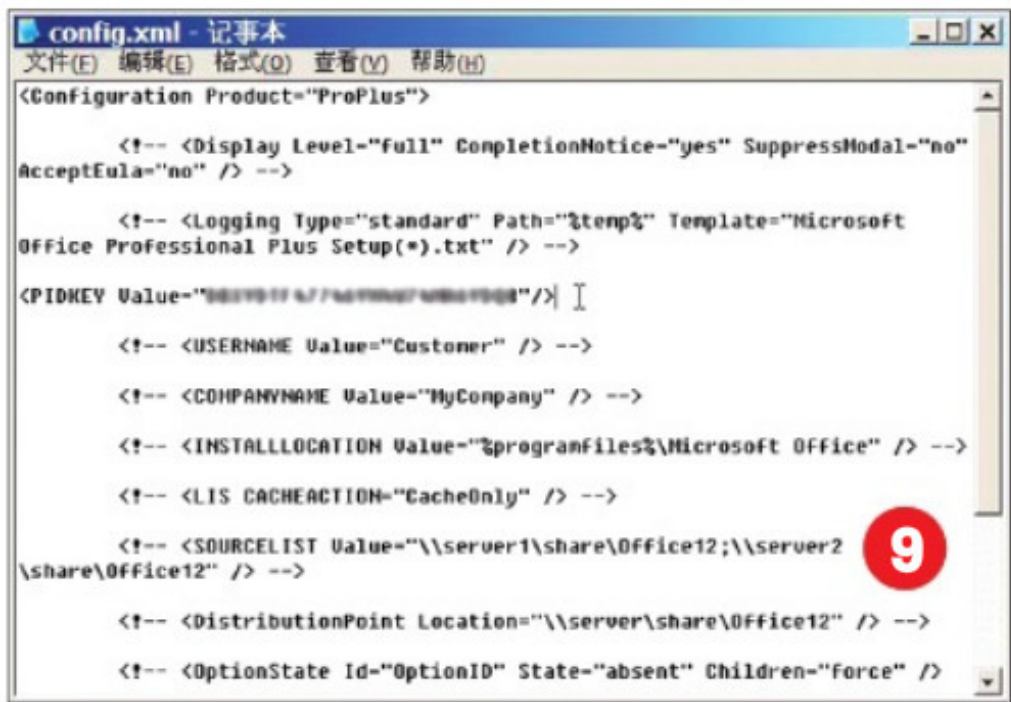 config.xml - 记事本
文件(F) 编辑(E) 格式(O) 查看(V) 帮助(H)
<Configuration Product="ProPlus">
<!-- <Display Level="full" CompletionNotice="yes" SuppressModal="no"
AcceptEula="no" /> -->
<!-- <Logging Type="standard" Path="%temp%" Template="Microsoft
Office Professional Plus Setup(*).txt" /> -->
<PIDKEY Value=""/>
<!-- <USERNAME Value="Customer" /> -->
<!-- <COMPANYNAME Value="MyCompany" /> -->
<!-- <INSTALLLOCATION Value="%programfiles%\Microsoft Office" /> -->
<!-- <LIS CACHEACTION="CacheOnly" /> -->
<!-- <SOURCELIST Value="\\server1\share\Office12;\\server2
\share\Office12" /> -->
9
<!-- <DistributionPoint Location="\\server\share\Office12" /> -->
<!-- <OptionState Id="OptionID" State="absent" Children="force" />